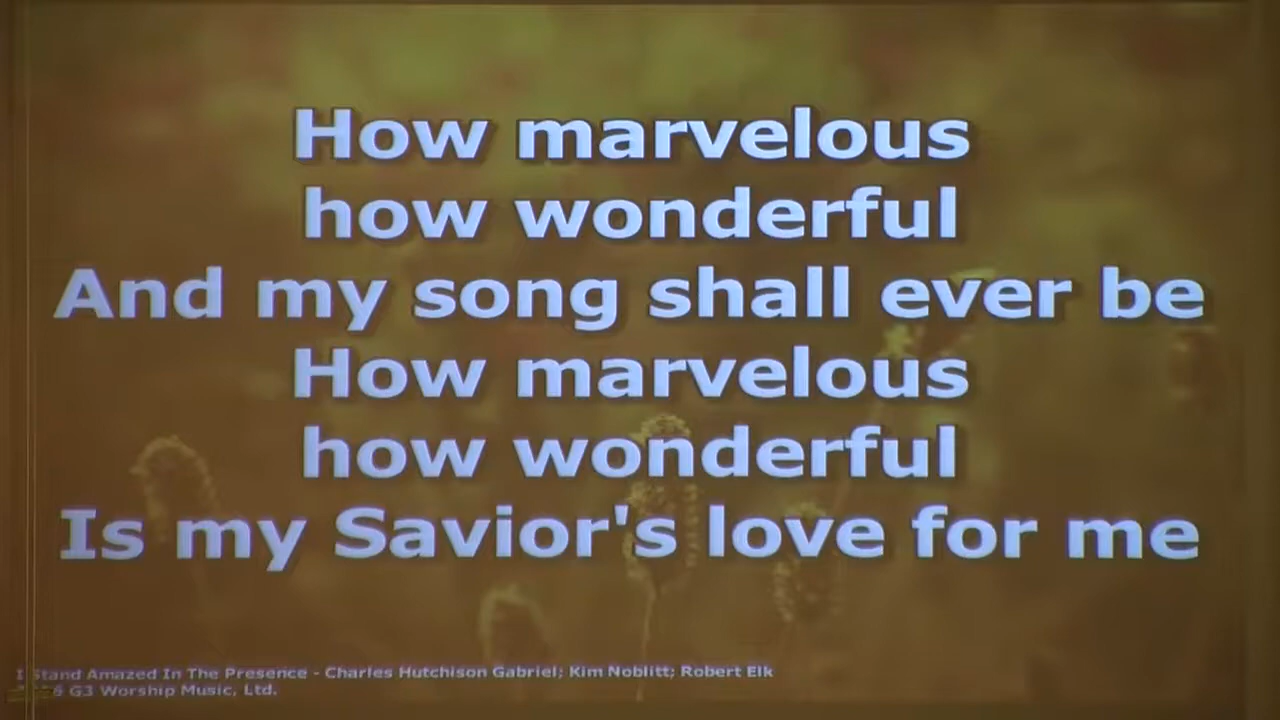 How marvelous
how wonderful
And my song shall ever be
How marvelous
how wonderful
Is my Savior's love for me
I Stand Amazed In The Presence - Charles Hutchison Gabriel; Kim Noblitt; Robert Elk
G3 Worship Music, Ltd.